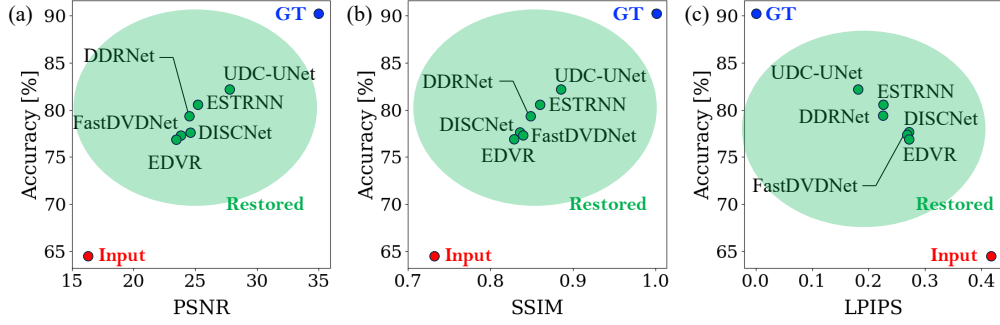 (a)
Accuracy [%]
90
85
80
75
70
65
GT
DDRNet
UDC-UNet
ESTRNN
FastDVDNet
DISCNet
EDVR
Restored
Input
15
20
25
30
35
PSNR
(b)
Accuracy [%]
90
85
80
75
70
65
GT
UDC-UNet
DDRNet
ESTRNN
DISCNet
FastDVDNet
EDVR
Restored
Input
0.7
0.8
0.9
1.0
SSIM
(c)
Accuracy [%]
90
85
80
75
70
65
GT
UDC-UNet
ESTRNN
DDRNet
DISCNet
EDVR
FastDVDNet
Restored
Input
0.0
0.1
0.2
0.3
0.4
LPIPS